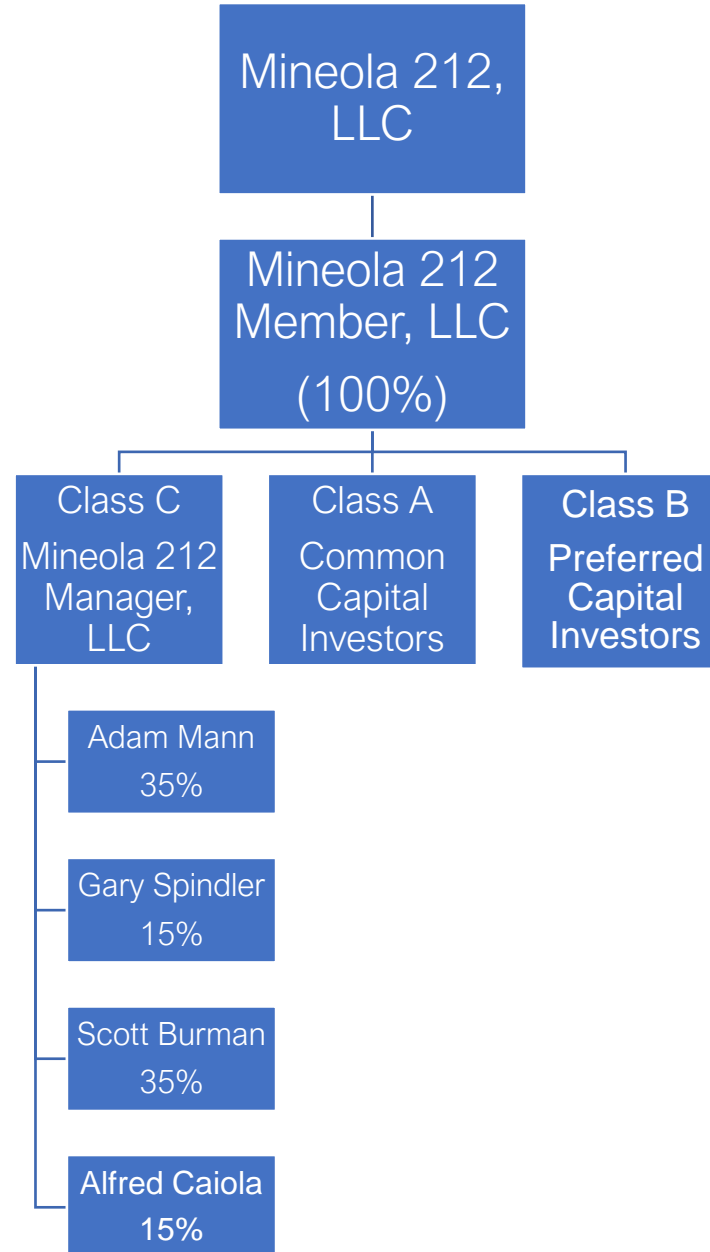 Mineola 212,
LLC
Mineola 212
Member, LLC
(100%)
Class C
Mineola 212
Manager,
LLC
Class A
Common
Capital
Investors
Class B
Preferred
Capital
Investors
Adam Mann
35%
Gary Spindler
15%
Scott Burman
35%
Alfred Caiola
15%